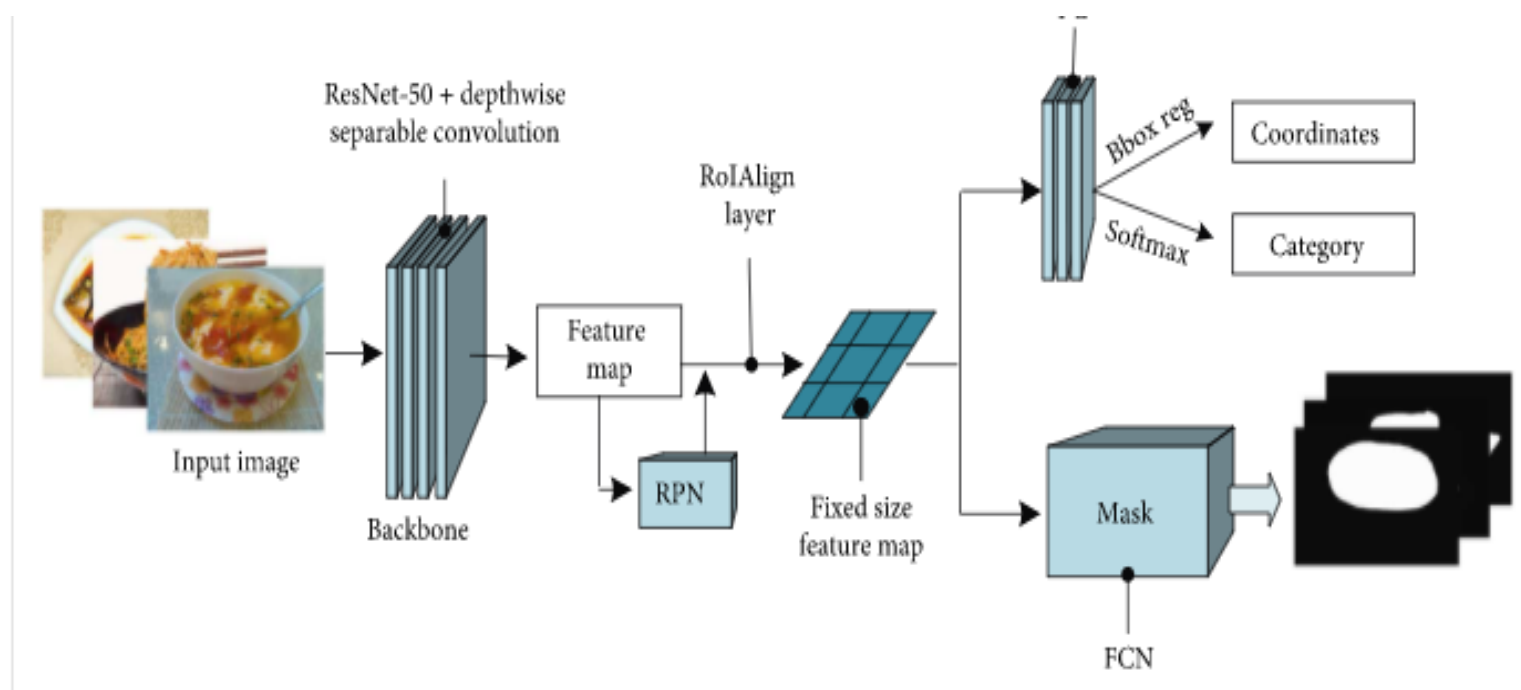 ResNet-50 + depthwise
separable convolution
RoIAlign
layer
Bbox reg
Coordinates
Softmax
Category
Feature
map
Input image
RPN
Backbone
Fixed size
feature map
Mask
FCN